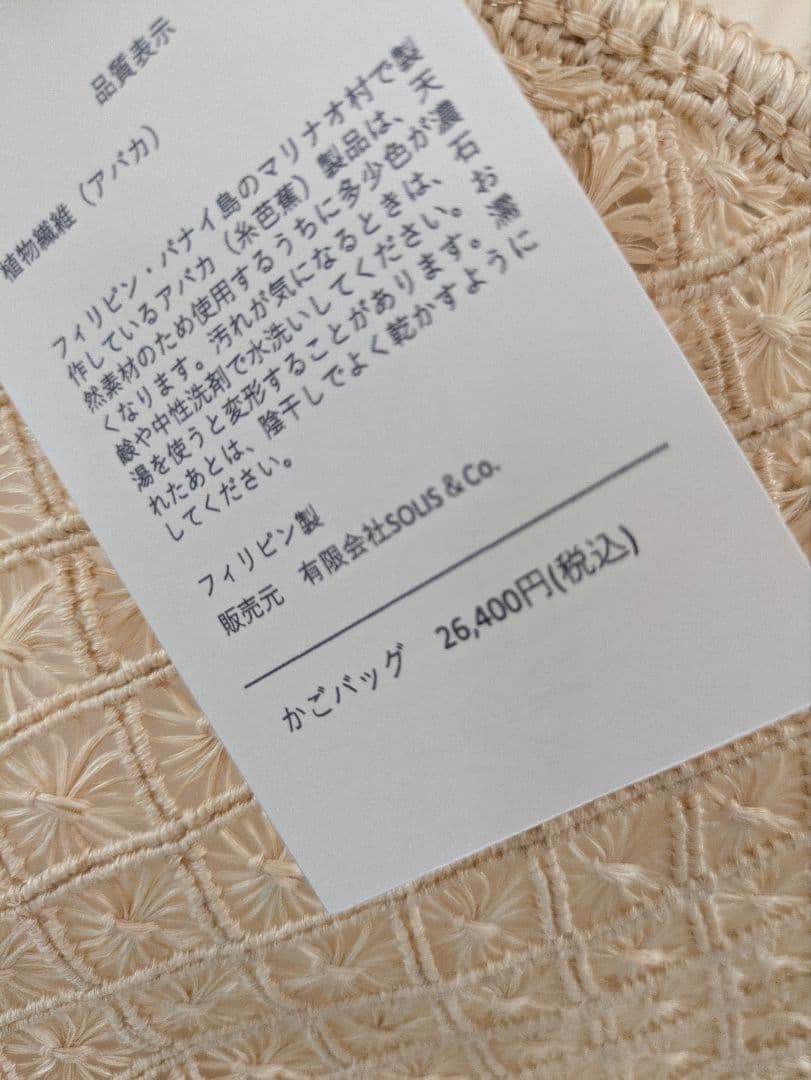 品質表示
植物繊維（アバカ）
フィリピン・パナイ島のマリナオ村で製
作しているアバカ（糸芭蕉）製品は、天
然素材のため使用するうちに多少色が濃
くなります。汚れが気になるときは、石
鹸や中性洗剤で水洗いしてください。お
湯を使うと変形することがあります。濡
れたあとは、陰干しでよく乾かすように
してください。
フィリピン製
販売元　有限会社SOLIS & Co.
かごバッグ　26,400円(税込)